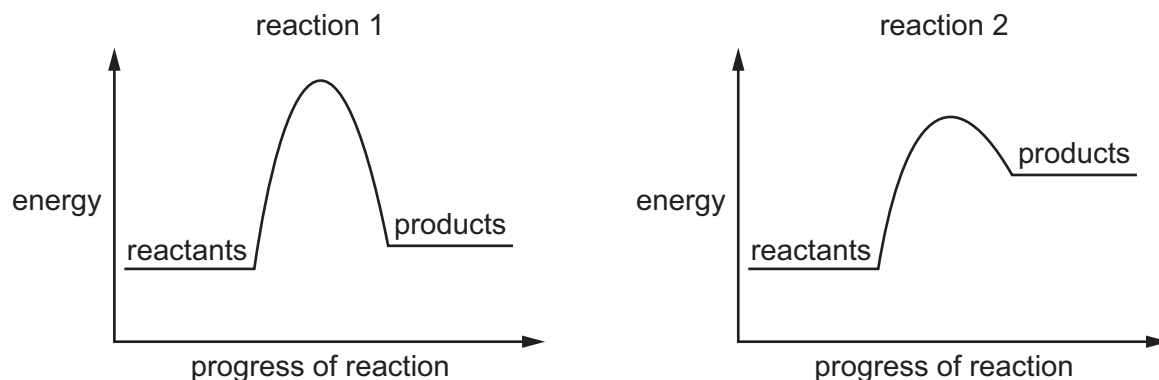 reaction 1
energy
reactants
products
progress of reaction
reaction 2
energy
reactants
products
progress of reaction